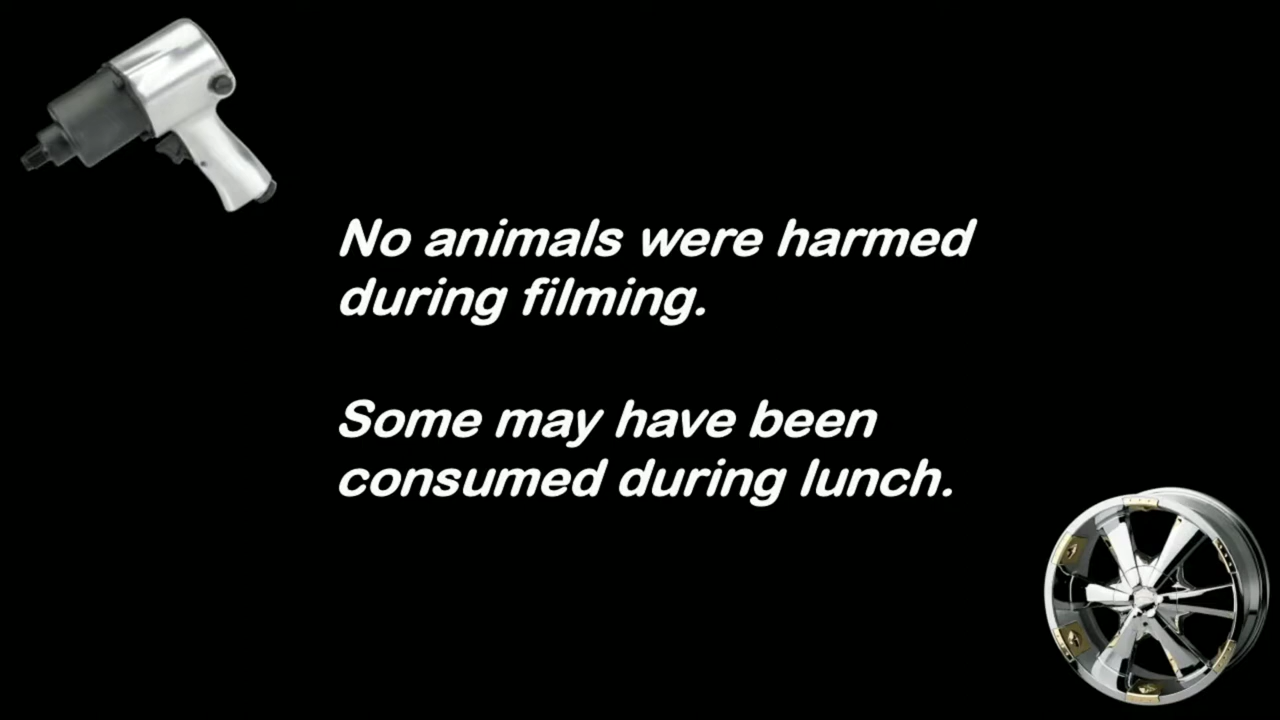 No animals were harmed
during filming.
Some may have been
consumed during lunch.